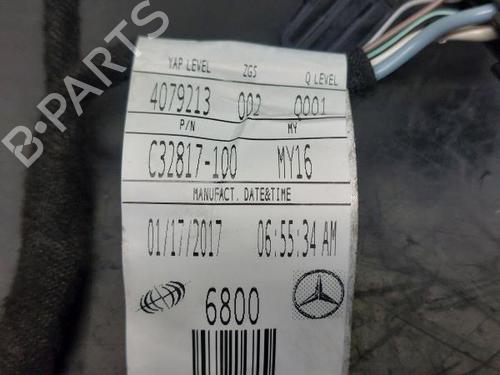 YAP LEVEL ZGS Q LEVEL
4079213 002 Q001
P/N MY
C32817-100 MY16
MANUFACT. DATE&TIME
01/17/2017 06:55:34 AM
6800
B-PARTS